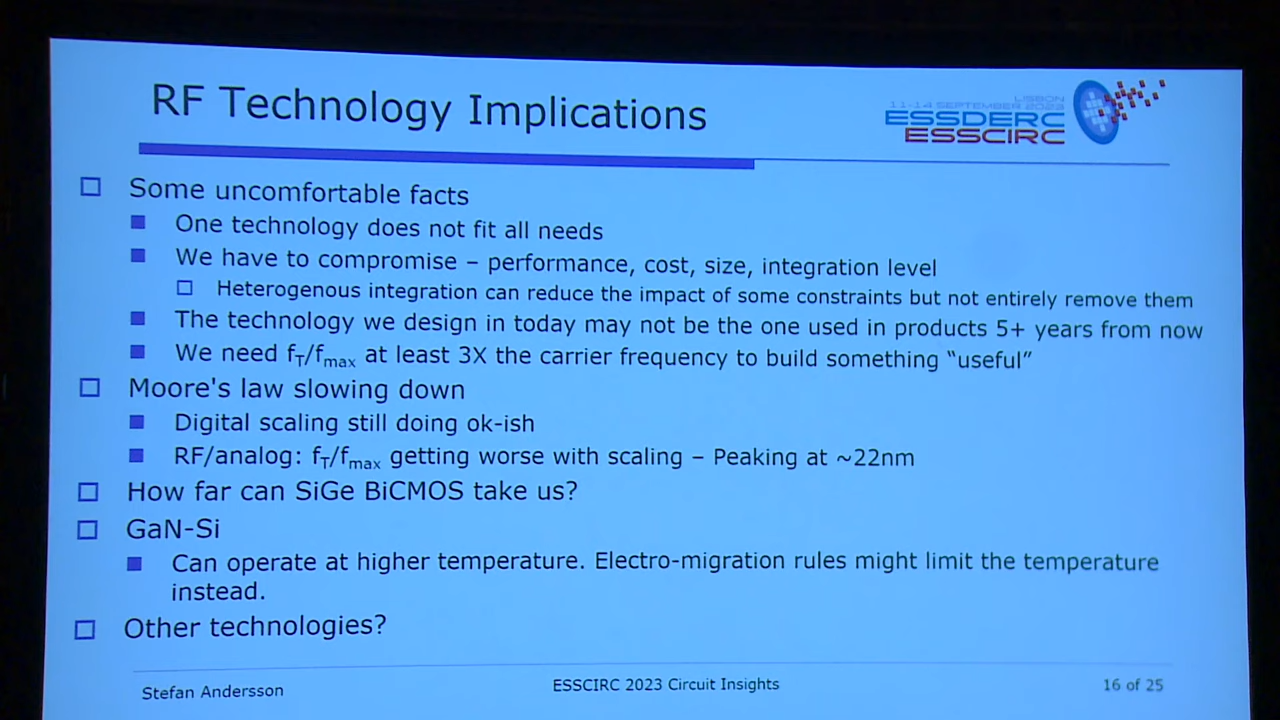 RF Technology Implications
LISBON
11-14 SEPTEMBER 2023
ESSDERC
ESSCIRC
Some uncomfortable facts
One technology does not fit all needs
We have to compromise – performance, cost, size, integration level
Heterogenous integration can reduce the impact of some constraints but not entirely remove them
The technology we design in today may not be the one used in products 5+ years from now
We need fT/fmax at least 3X the carrier frequency to build something “useful”
Moore's law slowing down
Digital scaling still doing ok-ish
RF/analog: fT/fmax getting worse with scaling – Peaking at ~22nm
How far can SiGe BiCMOS take us?
GaN-Si
Can operate at higher temperature. Electro-migration rules might limit the temperature
instead.
Other technologies?
Stefan Andersson
ESSCIRC 2023 Circuit Insights
16 of 25